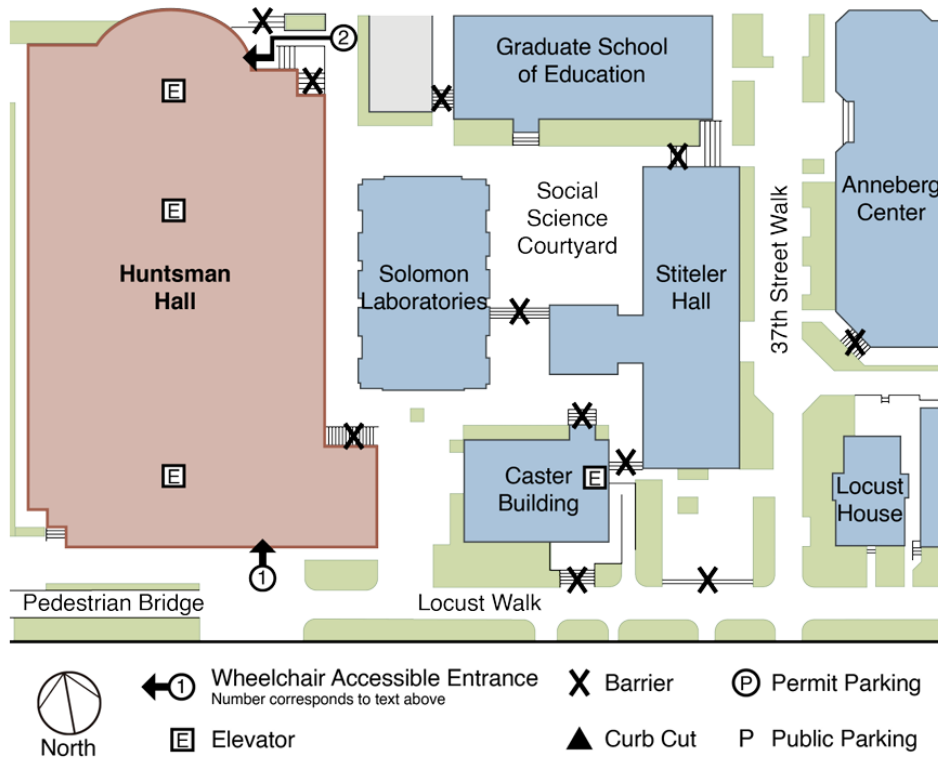 2
Graduate School
of Education
E
E
Anneberg
Center
Social
Science
Courtyard
37th Street Walk
Huntsman
Hall
Solomon
Laboratories
Stiteler
Hall
E
Caster
Building
E
Locust
House
1
Pedestrian Bridge
Locust Walk
1
Wheelchair Accessible Entrance
Number corresponds to text above
E
Elevator
Barrier
Curb Cut
P
Permit Parking
P
Public Parking
North